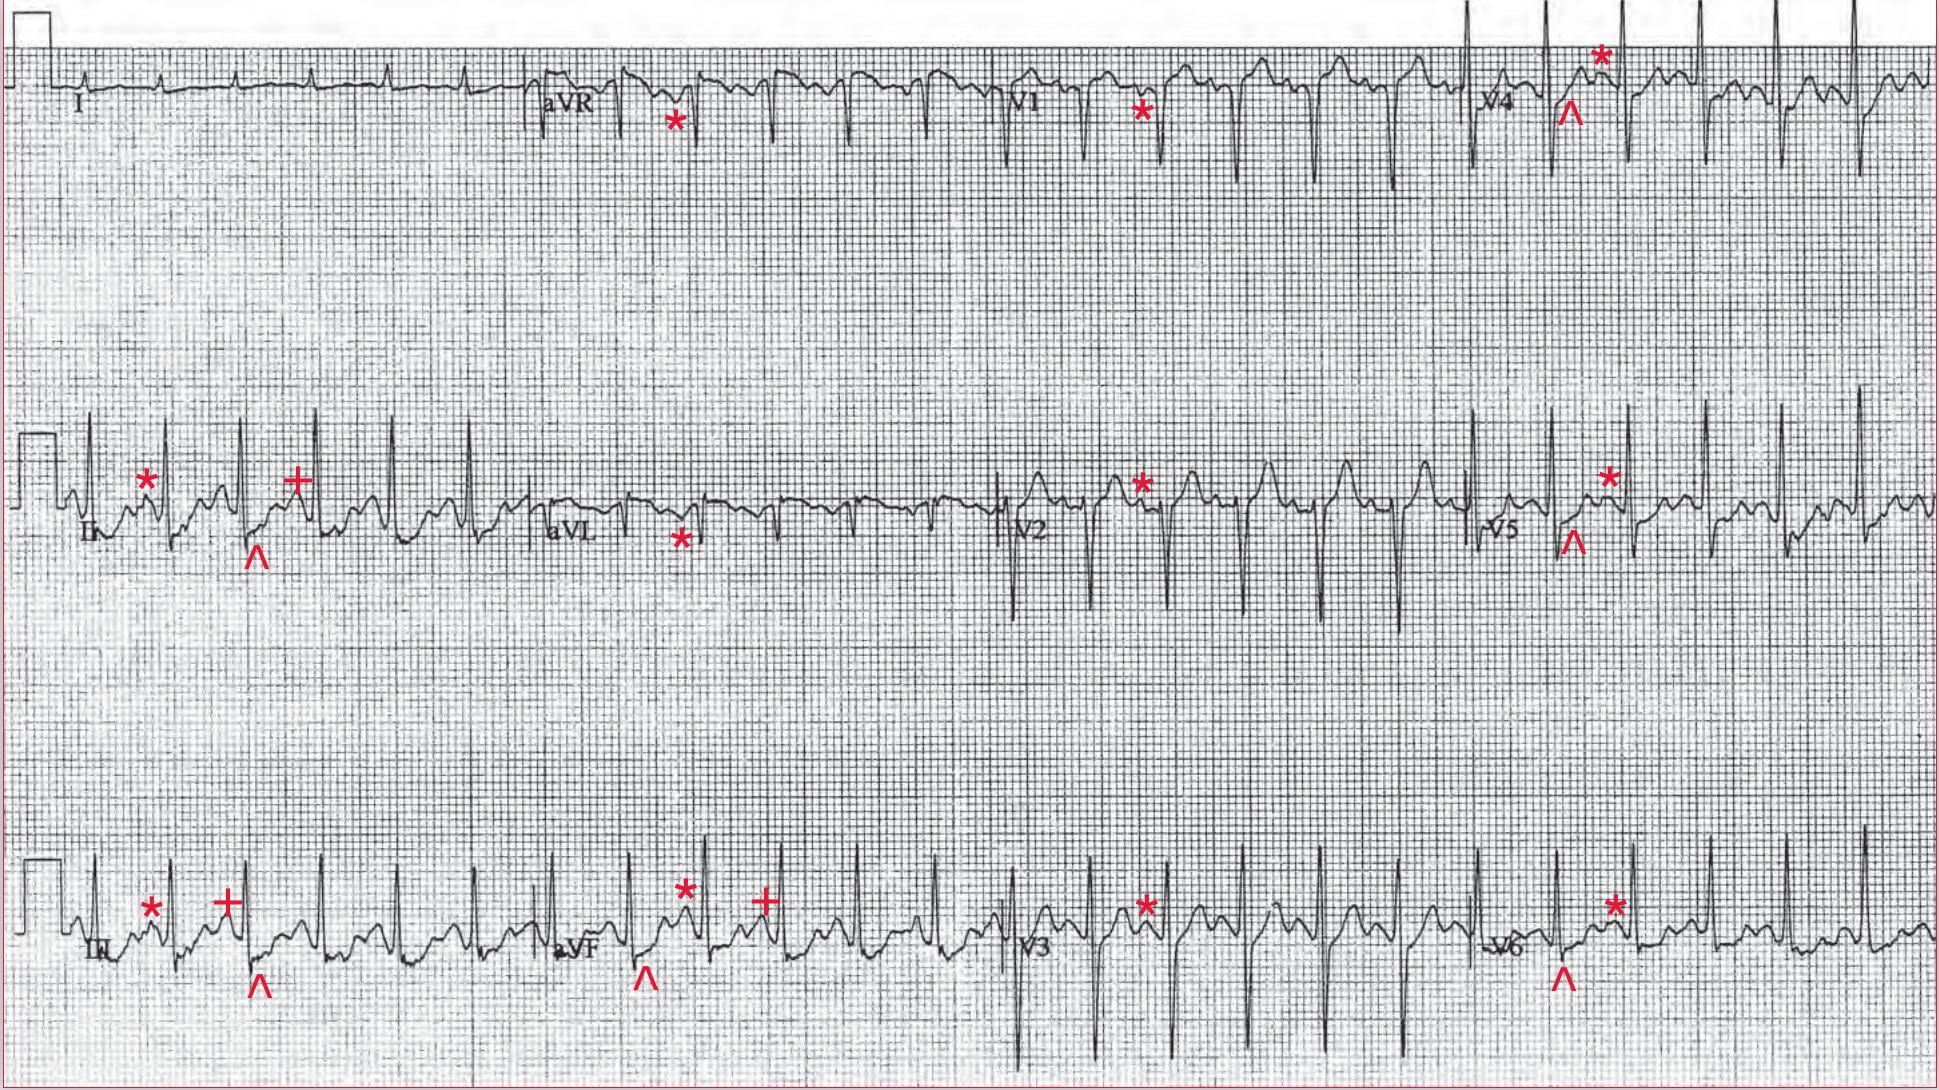 I aVR V1 V4
* * * ^
* + * * *
II aVL V2 V5
^ * ^
* + * + * *
III aVF V3 V6
^ ^ ^